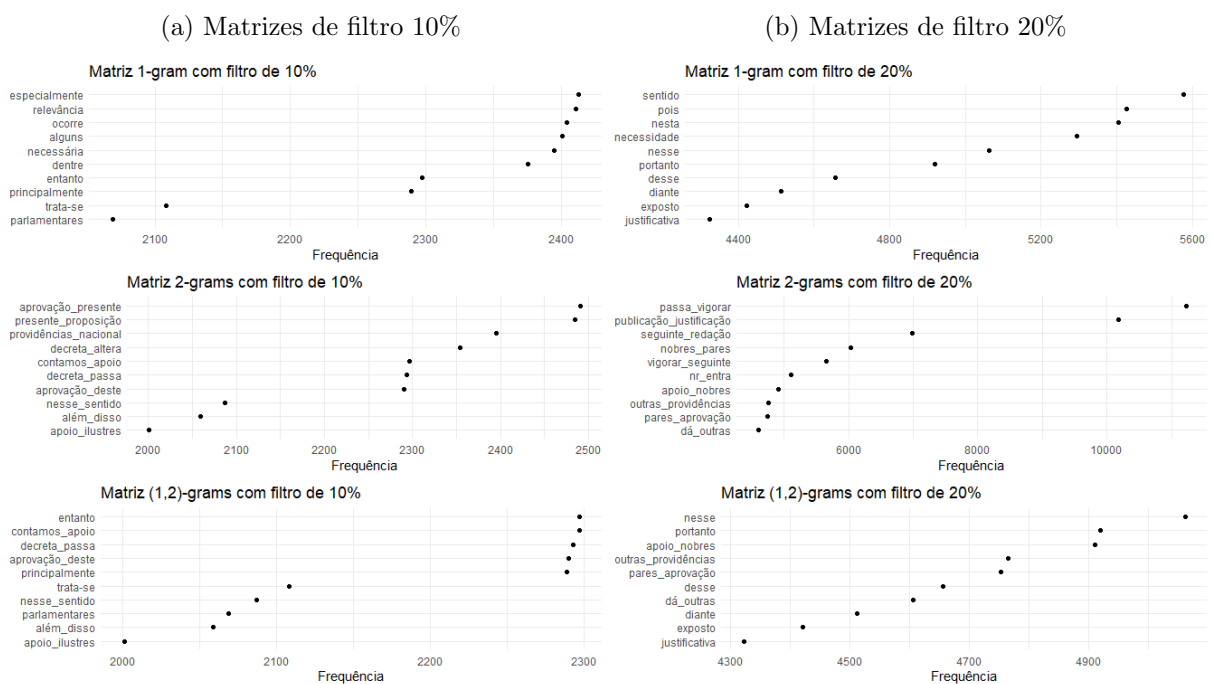 (a) Matrizes de filtro 10%
Matriz 1-gram com filtro de 10%
especialmente
relevância
ocorre
alguns
necessária
dentre
entanto
principalmente
trata-se
parlamentares
2100 2200 2300 2400
Frequência
Matriz 2-grams com filtro de 10%
aprovação_presente
presente_proposição
providências_nacional
decreta_altera
contamos_apoio
decreta_passa
aprovação_deste
nesse_sentido
além_disso
apoio_ilustres
2000 2100 2200 2300 2400 2500
Frequência
Matriz (1,2)-grams com filtro de 10%
entanto
contamos_apoio
decreta_passa
aprovação_deste
principalmente
trata-se
nesse_sentido
parlamentares
além_disso
apoio_ilustres
2000 2100 2200 2300
Frequência
(b) Matrizes de filtro 20%
Matriz 1-gram com filtro de 20%
sentido
pois
nesta
necessidade
nesse
portanto
desse
diante
exposto
justificativa
4400 4800 5200 5600
Frequência
Matriz 2-grams com filtro de 20%
passa_vigorar
publicação_justificação
seguinte_redação
nobres_pares
vigorar_seguinte
nr_entra
apoio_nobres
outras_providências
pares_aprovação
dá_outras
6000 8000 10000
Frequência
Matriz (1,2)-grams com filtro de 20%
nesse
portanto
apoio_nobres
outras_providências
pares_aprovação
desse
dá_outras
diante
exposto
justificativa
4300 4500 4700 4900
Frequência